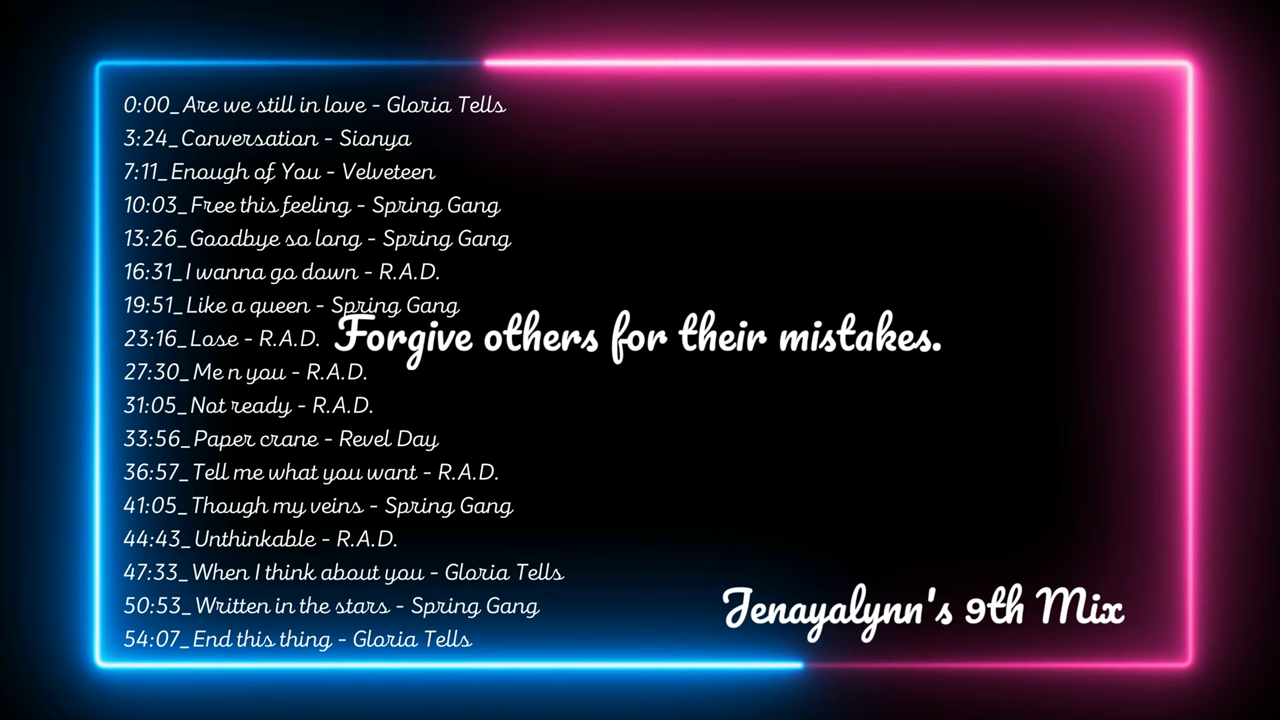 0:00_Are we still in love - Gloria Tells
3:24_Conversation - Sionya
7:11_Enough of You - Velveteen
10:03_Free this feeling - Spring Gang
13:26_Goodbye so long - Spring Gang
16:31_I wanna go down - R.A.D.
19:51_Like a queen - Spring Gang
23:16_Lose - R.A.D.
Forgive others for their mistakes.
27:30_Me n you - R.A.D.
31:05_Not ready - R.A.D.
33:56_Paper crane - Revel Day
36:57_Tell me what you want - R.A.D.
41:05_Though my veins - Spring Gang
44:43_Unthinkable - R.A.D.
47:33_When I think about you - Gloria Tells
50:53_Written in the stars - Spring Gang
54:07_End this thing - Gloria Tells
Jenayalynn's 9th Mix